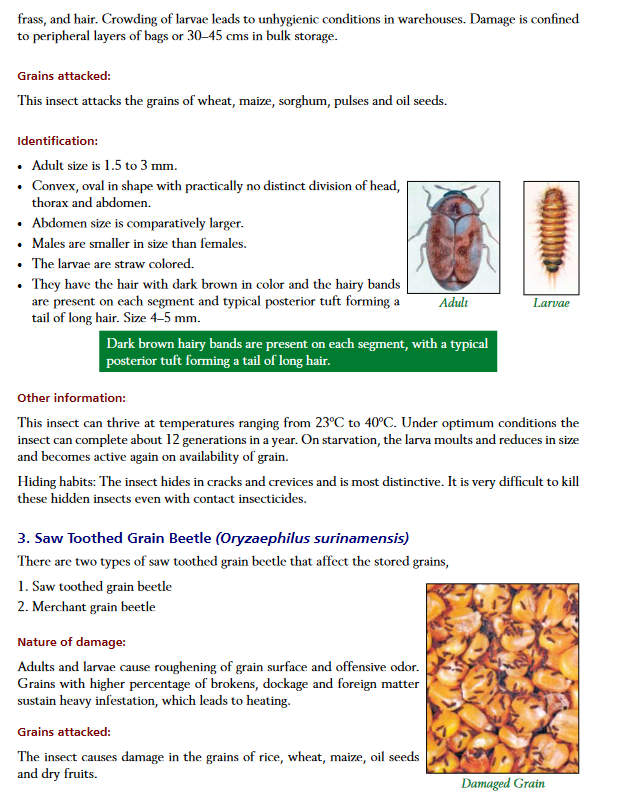 frass, and hair. Crowding of larvae leads to unhygienic conditions in warehouses. Damage is confined
to peripheral layers of bags or 30–45 cms in bulk storage.
Grains attacked:
This insect attacks the grains of wheat, maize, sorghum, pulses and oil seeds.
Identification:
• Adult size is 1.5 to 3 mm.
• Convex, oval in shape with practically no distinct division of head,
thorax and abdomen.
• Abdomen size is comparatively larger.
• Males are smaller in size than females.
• The larvae are straw colored.
• They have the hair with dark brown in color and the hairy bands
are present on each segment and typical posterior tuft forming a
tail of long hair. Size 4–5 mm.
Adult
Larvae
Dark brown hairy bands are present on each segment, with a typical
posterior tuft forming a tail of long hair.
Other information:
This insect can thrive at temperatures ranging from 23ºC to 40ºC. Under optimum conditions the
insect can complete about 12 generations in a year. On starvation, the larva moults and reduces in size
and becomes active again on availability of grain.
Hiding habits: The insect hides in cracks and crevices and is most distinctive. It is very difficult to kill
these hidden insects even with contact insecticides.
3. Saw Toothed Grain Beetle (Oryzaephilus surinamensis)
There are two types of saw toothed grain beetle that affect the stored grains,
1. Saw toothed grain beetle
2. Merchant grain beetle
Nature of damage:
Adults and larvae cause roughening of grain surface and offensive odor.
Grains with higher percentage of brokens, dockage and foreign matter
sustain heavy infestation, which leads to heating.
Grains attacked:
The insect causes damage in the grains of rice, wheat, maize, oil seeds
and dry fruits.
Damaged Grain